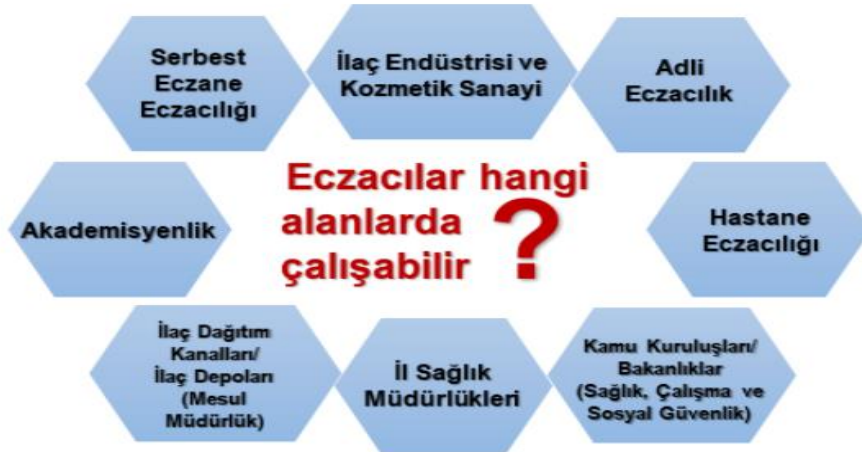 Serbest
Eczane
Eczacılığı
İlaç Endüstrisi ve
Kozmetik Sanayi
Adli
Eczacılık
Akademisyenlik
Eczacılar hangi
alanlarda
çalışabilir ?
Hastane
Eczacılığı
İlaç Dağıtım
Kanalları/
İlaç Depoları
(Mesul
Müdürlük)
İl Sağlık
Müdürlükleri
Kamu Kuruluşları/
Bakanlıklar
(Sağlık, Çalışma ve
Sosyal Güvenlik)